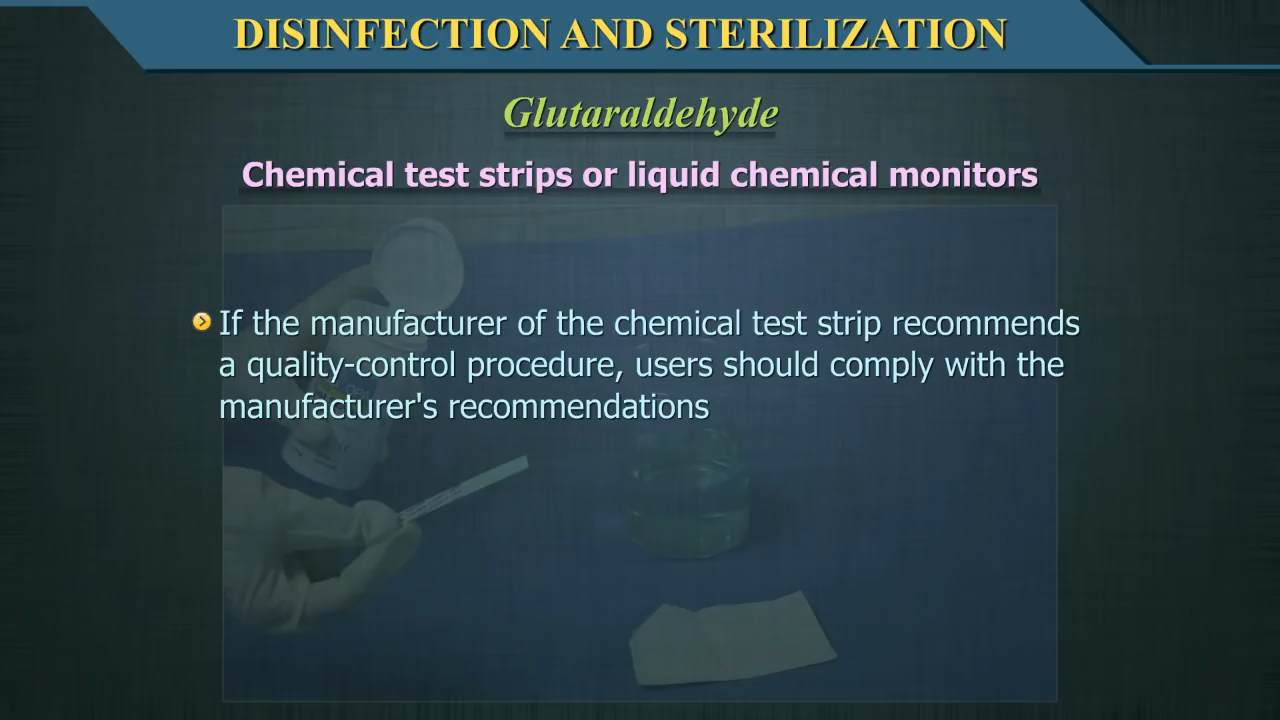 DISINFECTION AND STERILIZATION
Glutaraldehyde
Chemical test strips or liquid chemical monitors
If the manufacturer of the chemical test strip recommends
a quality-control procedure, users should comply with the
manufacturer's recommendations